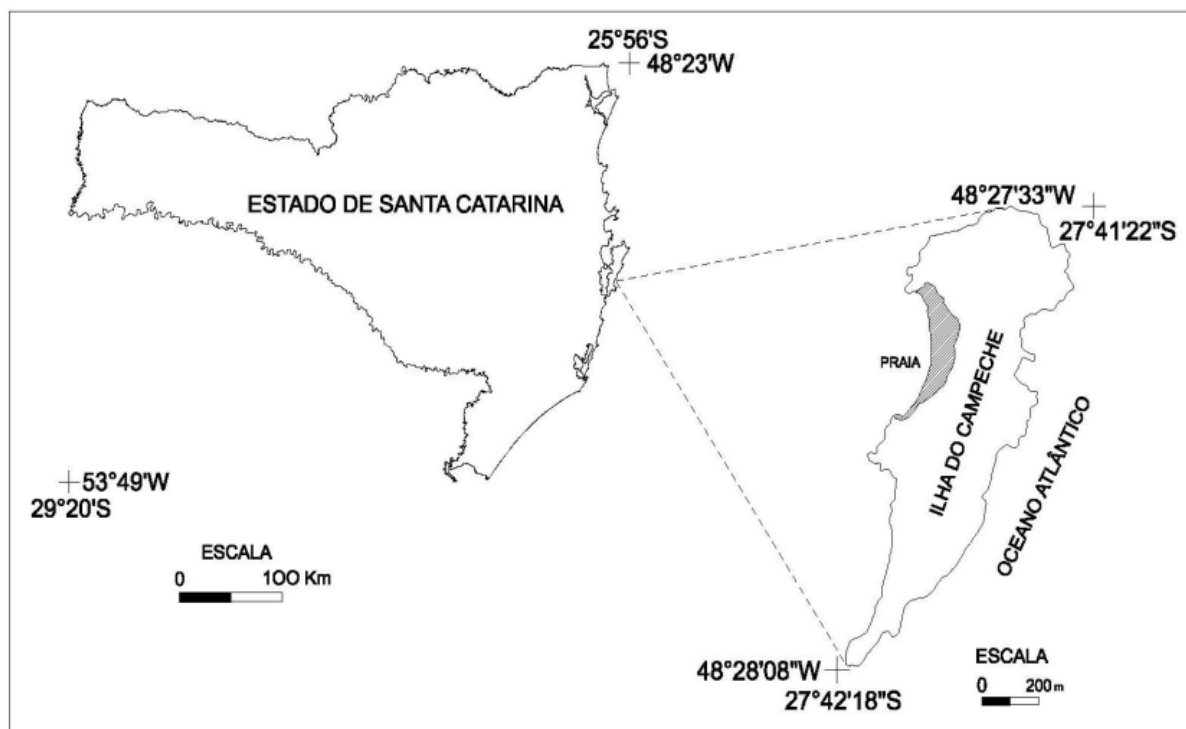 25°56'S
48°23'W
ESTADO DE SANTA CATARINA
48°27'33"W
27°41'22"S
PRAIA
ILHA DO CAMPECHE
OCEANO ATLÂNTICO
53°49'W
29°20'S
ESCALA
0 100 Km
48°28'08"W
27°42'18"S
ESCALA
0 200 m